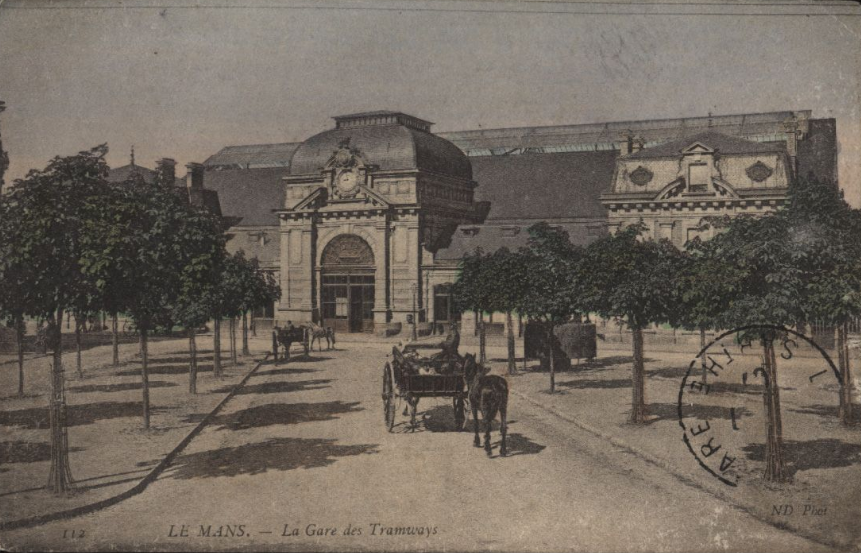 112 LE MANS. — La Gare des Tramways
ND Phot